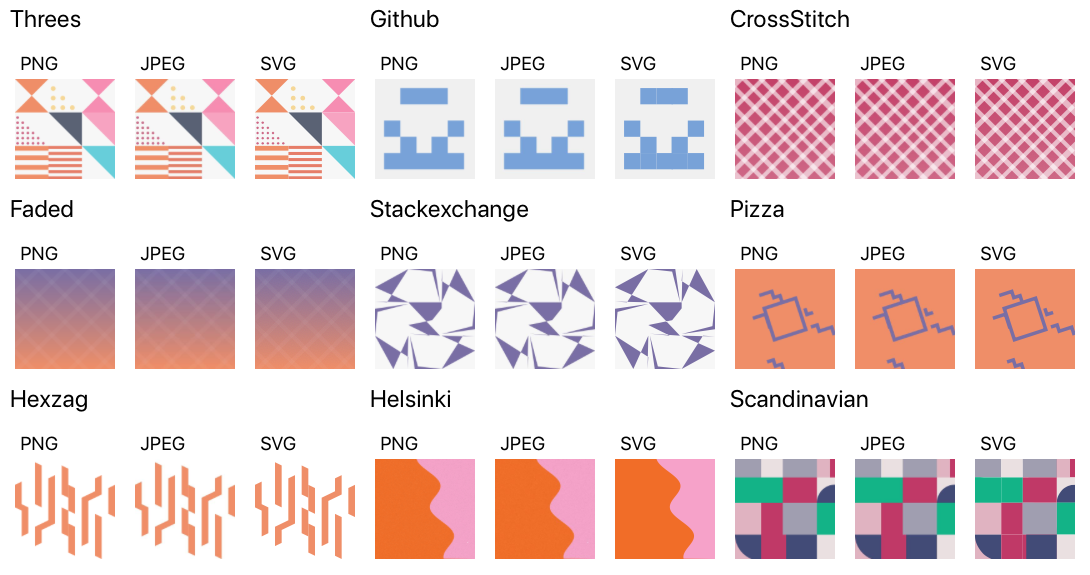 Threes Github CrossStitch
PNG JPEG SVG PNG JPEG SVG PNG JPEG SVG
Faded Stackexchange Pizza
PNG JPEG SVG PNG JPEG SVG PNG JPEG SVG
Hexzag Helsinki Scandinavian
PNG JPEG SVG PNG JPEG SVG PNG JPEG SVG